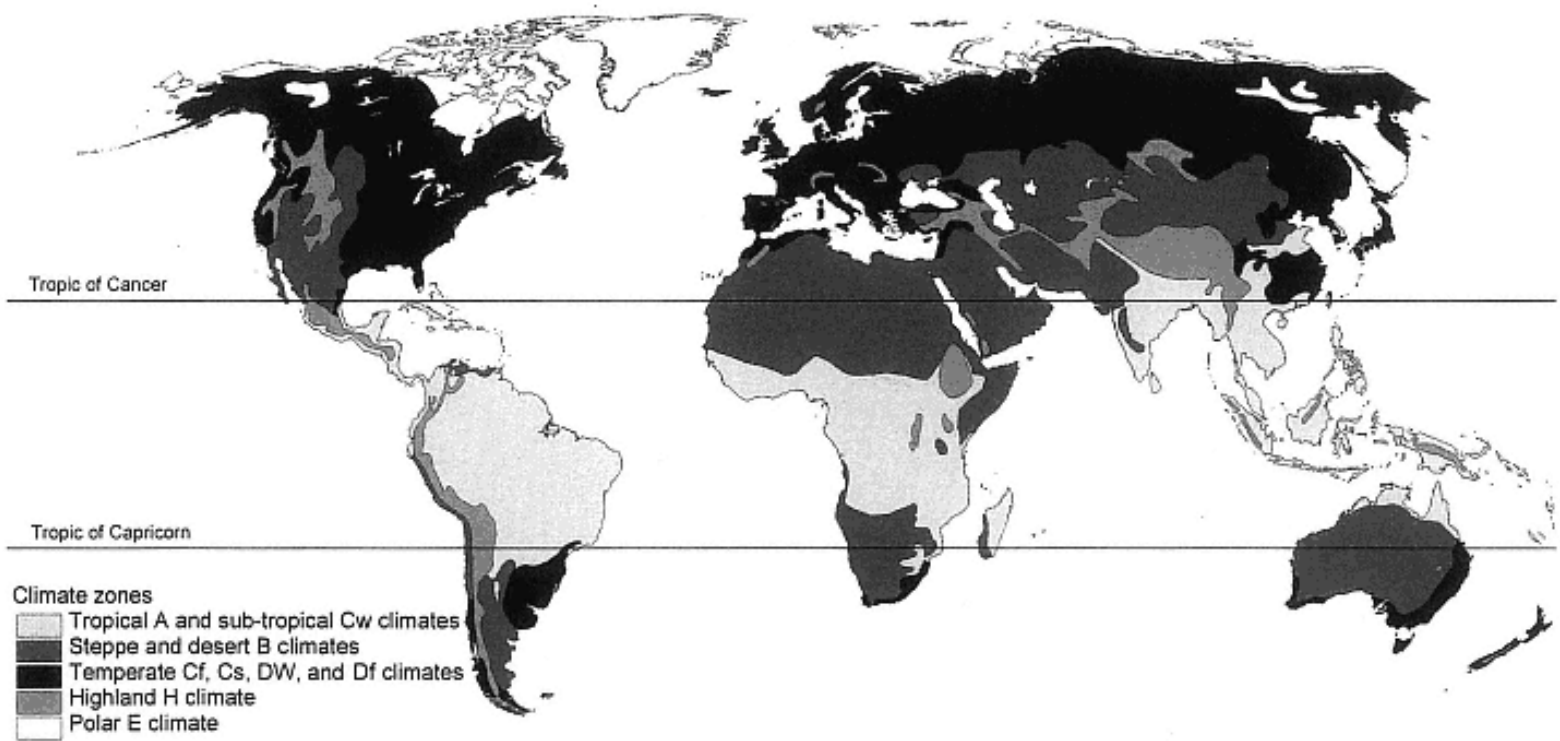 Tropic of Cancer
Tropic of Capricorn
Climate zones
Tropical A and sub-tropical Cw climates
Steppe and desert B climates
Temperate Cf, Cs, DW, and Df climates
Highland H climate
Polar E climate